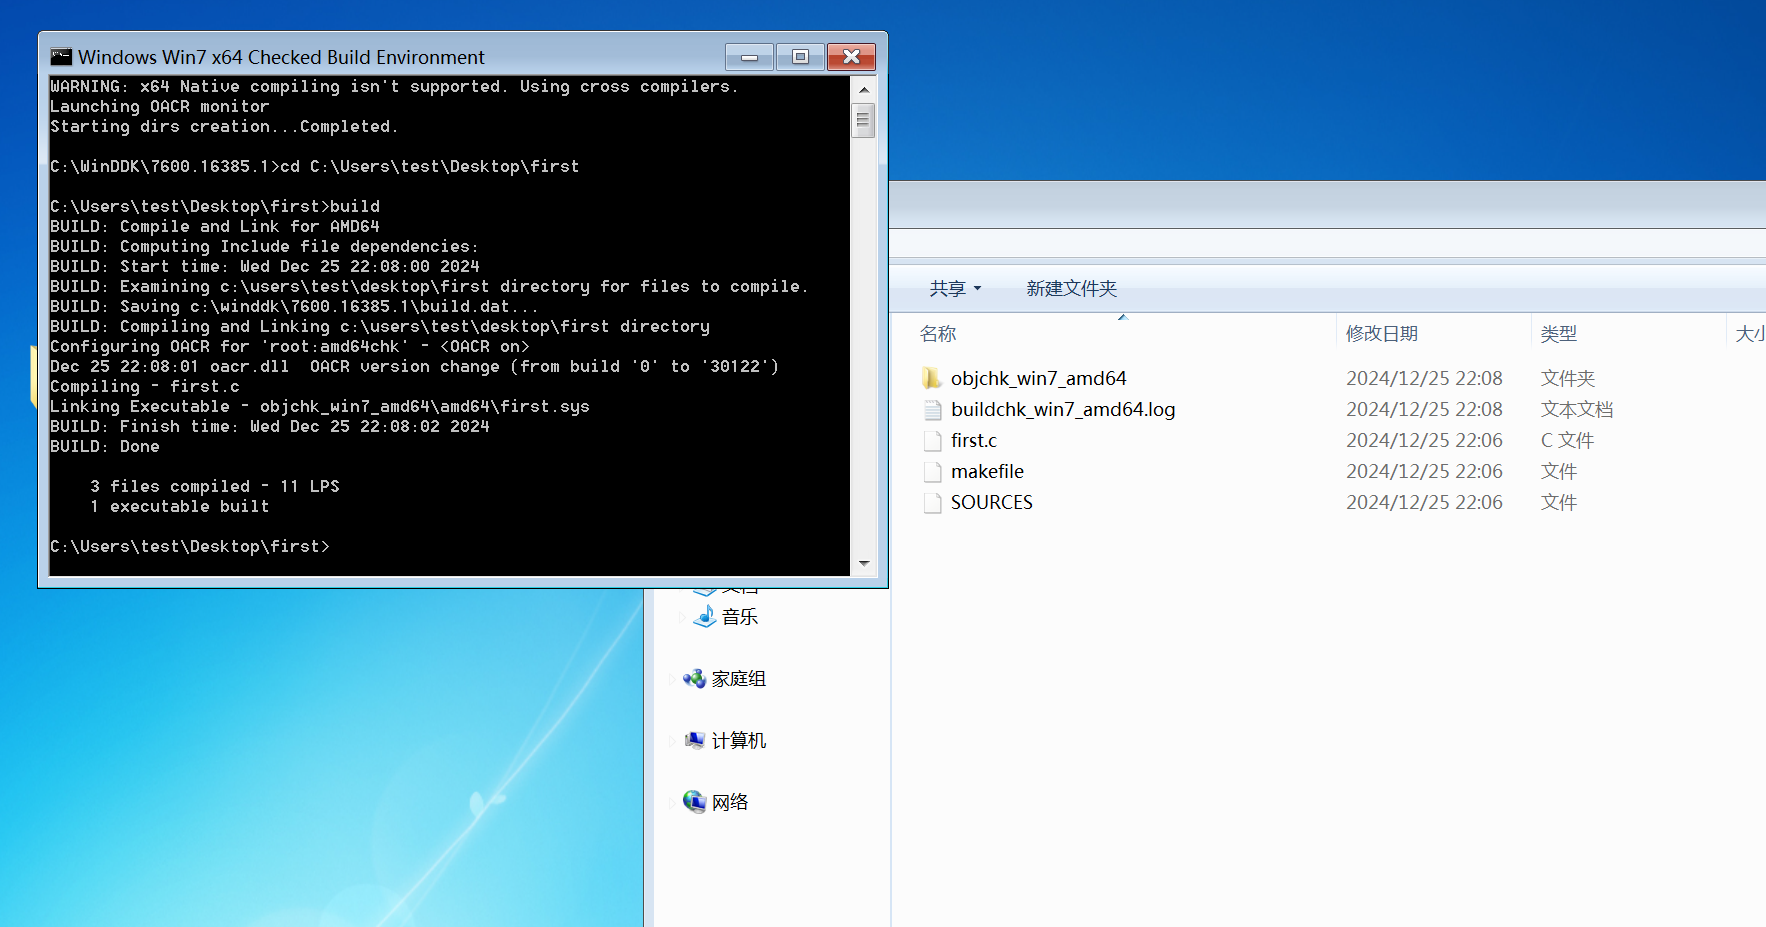 Windows Win7 x64 Checked Build Environment
WARNING: x64 Native compiling isn't supported. Using cross compilers.
Launching OACR monitor
Starting dirs creation...Completed.
C:\WinDDK\7600.16385.1>cd C:\Users\test\Desktop\first
C:\Users\test\Desktop\first>build
BUILD: Compile and Link for AMD64
BUILD: Computing Include file dependencies:
BUILD: Start time: Wed Dec 25 22:08:00 2024
BUILD: Examining c:\users\test\desktop\first directory for files to compile.
BUILD: Saving c:\winddk\7600.16385.1\build.dat...
BUILD: Compiling and Linking c:\users\test\desktop\first directory
Configuring OACR for 'root:amd64chk' - <OACR on>
Dec 25 22:08:01 oacr.dll  OACR version change (from build '0' to '30122')
Compiling - first.c
Linking Executable - objchk_win7_amd64\amd64\first.sys
BUILD: Finish time: Wed Dec 25 22:08:02 2024
BUILD: Done
3 files compiled - 11 LPS
1 executable built
C:\Users\test\Desktop\first>
共享 新建文件夹
名称 修改日期 类型 大小
objchk_win7_amd64 2024/12/25 22:08 文件夹
buildchk_win7_amd64.log 2024/12/25 22:08 文本文档
first.c 2024/12/25 22:06 C 文件
makefile 2024/12/25 22:06 文件
SOURCES 2024/12/25 22:06 文件
音乐
家庭组
计算机
网络